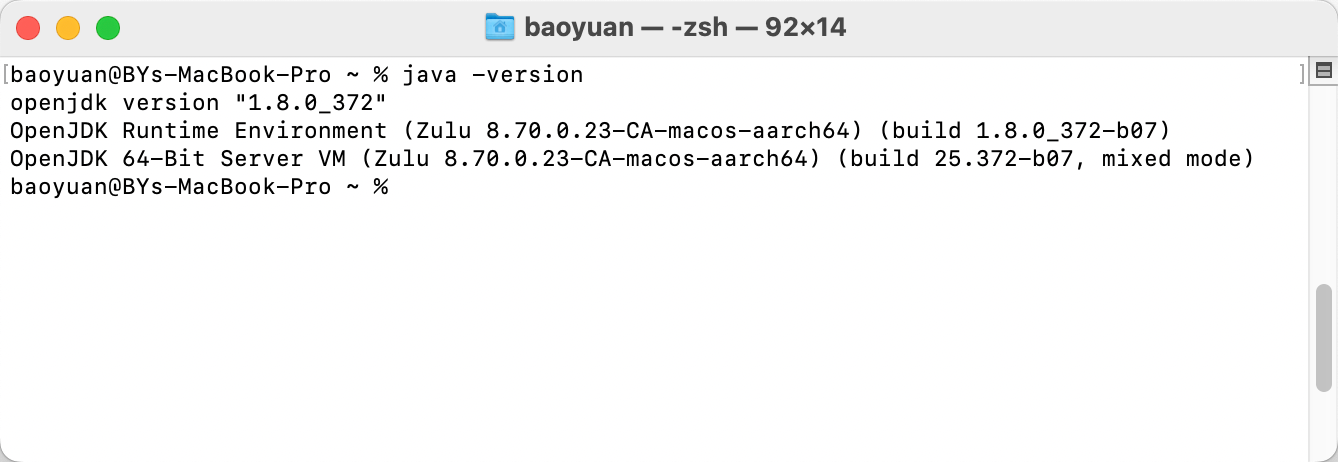 baoyuan — -zsh — 92×14
[baoyuan@BYs-MacBook-Pro ~ % java -version ]
openjdk version "1.8.0_372"
OpenJDK Runtime Environment (Zulu 8.70.0.23-CA-macos-aarch64) (build 1.8.0_372-b07)
OpenJDK 64-Bit Server VM (Zulu 8.70.0.23-CA-macos-aarch64) (build 25.372-b07, mixed mode)
baoyuan@BYs-MacBook-Pro ~ %